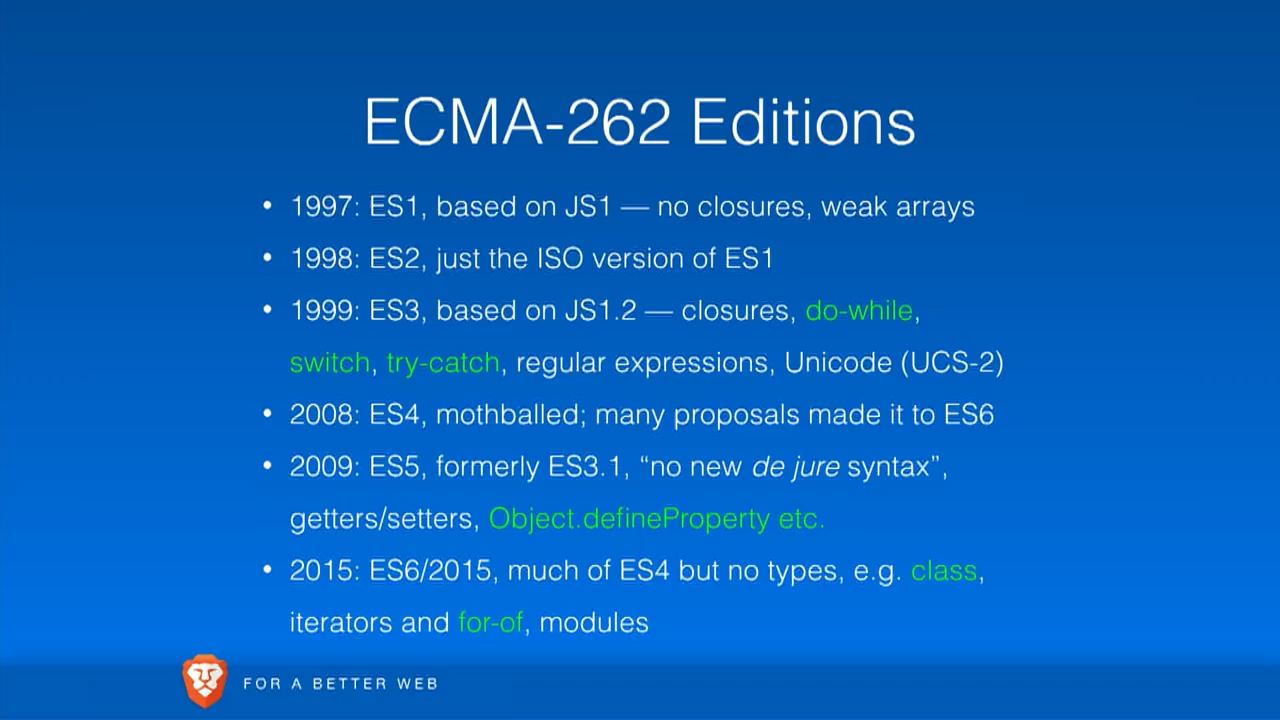 ECMA-262 Editions
• 1997: ES1, based on JS1 — no closures, weak arrays
• 1998: ES2, just the ISO version of ES1
• 1999: ES3, based on JS1.2 — closures, do-while,
switch, try-catch, regular expressions, Unicode (UCS-2)
• 2008: ES4, mothballed; many proposals made it to ES6
• 2009: ES5, formerly ES3.1, “no new de jure syntax”,
getters/setters, Object.defineProperty etc.
• 2015: ES6/2015, much of ES4 but no types, e.g. class,
iterators and for-of, modules
FOR A BETTER WEB